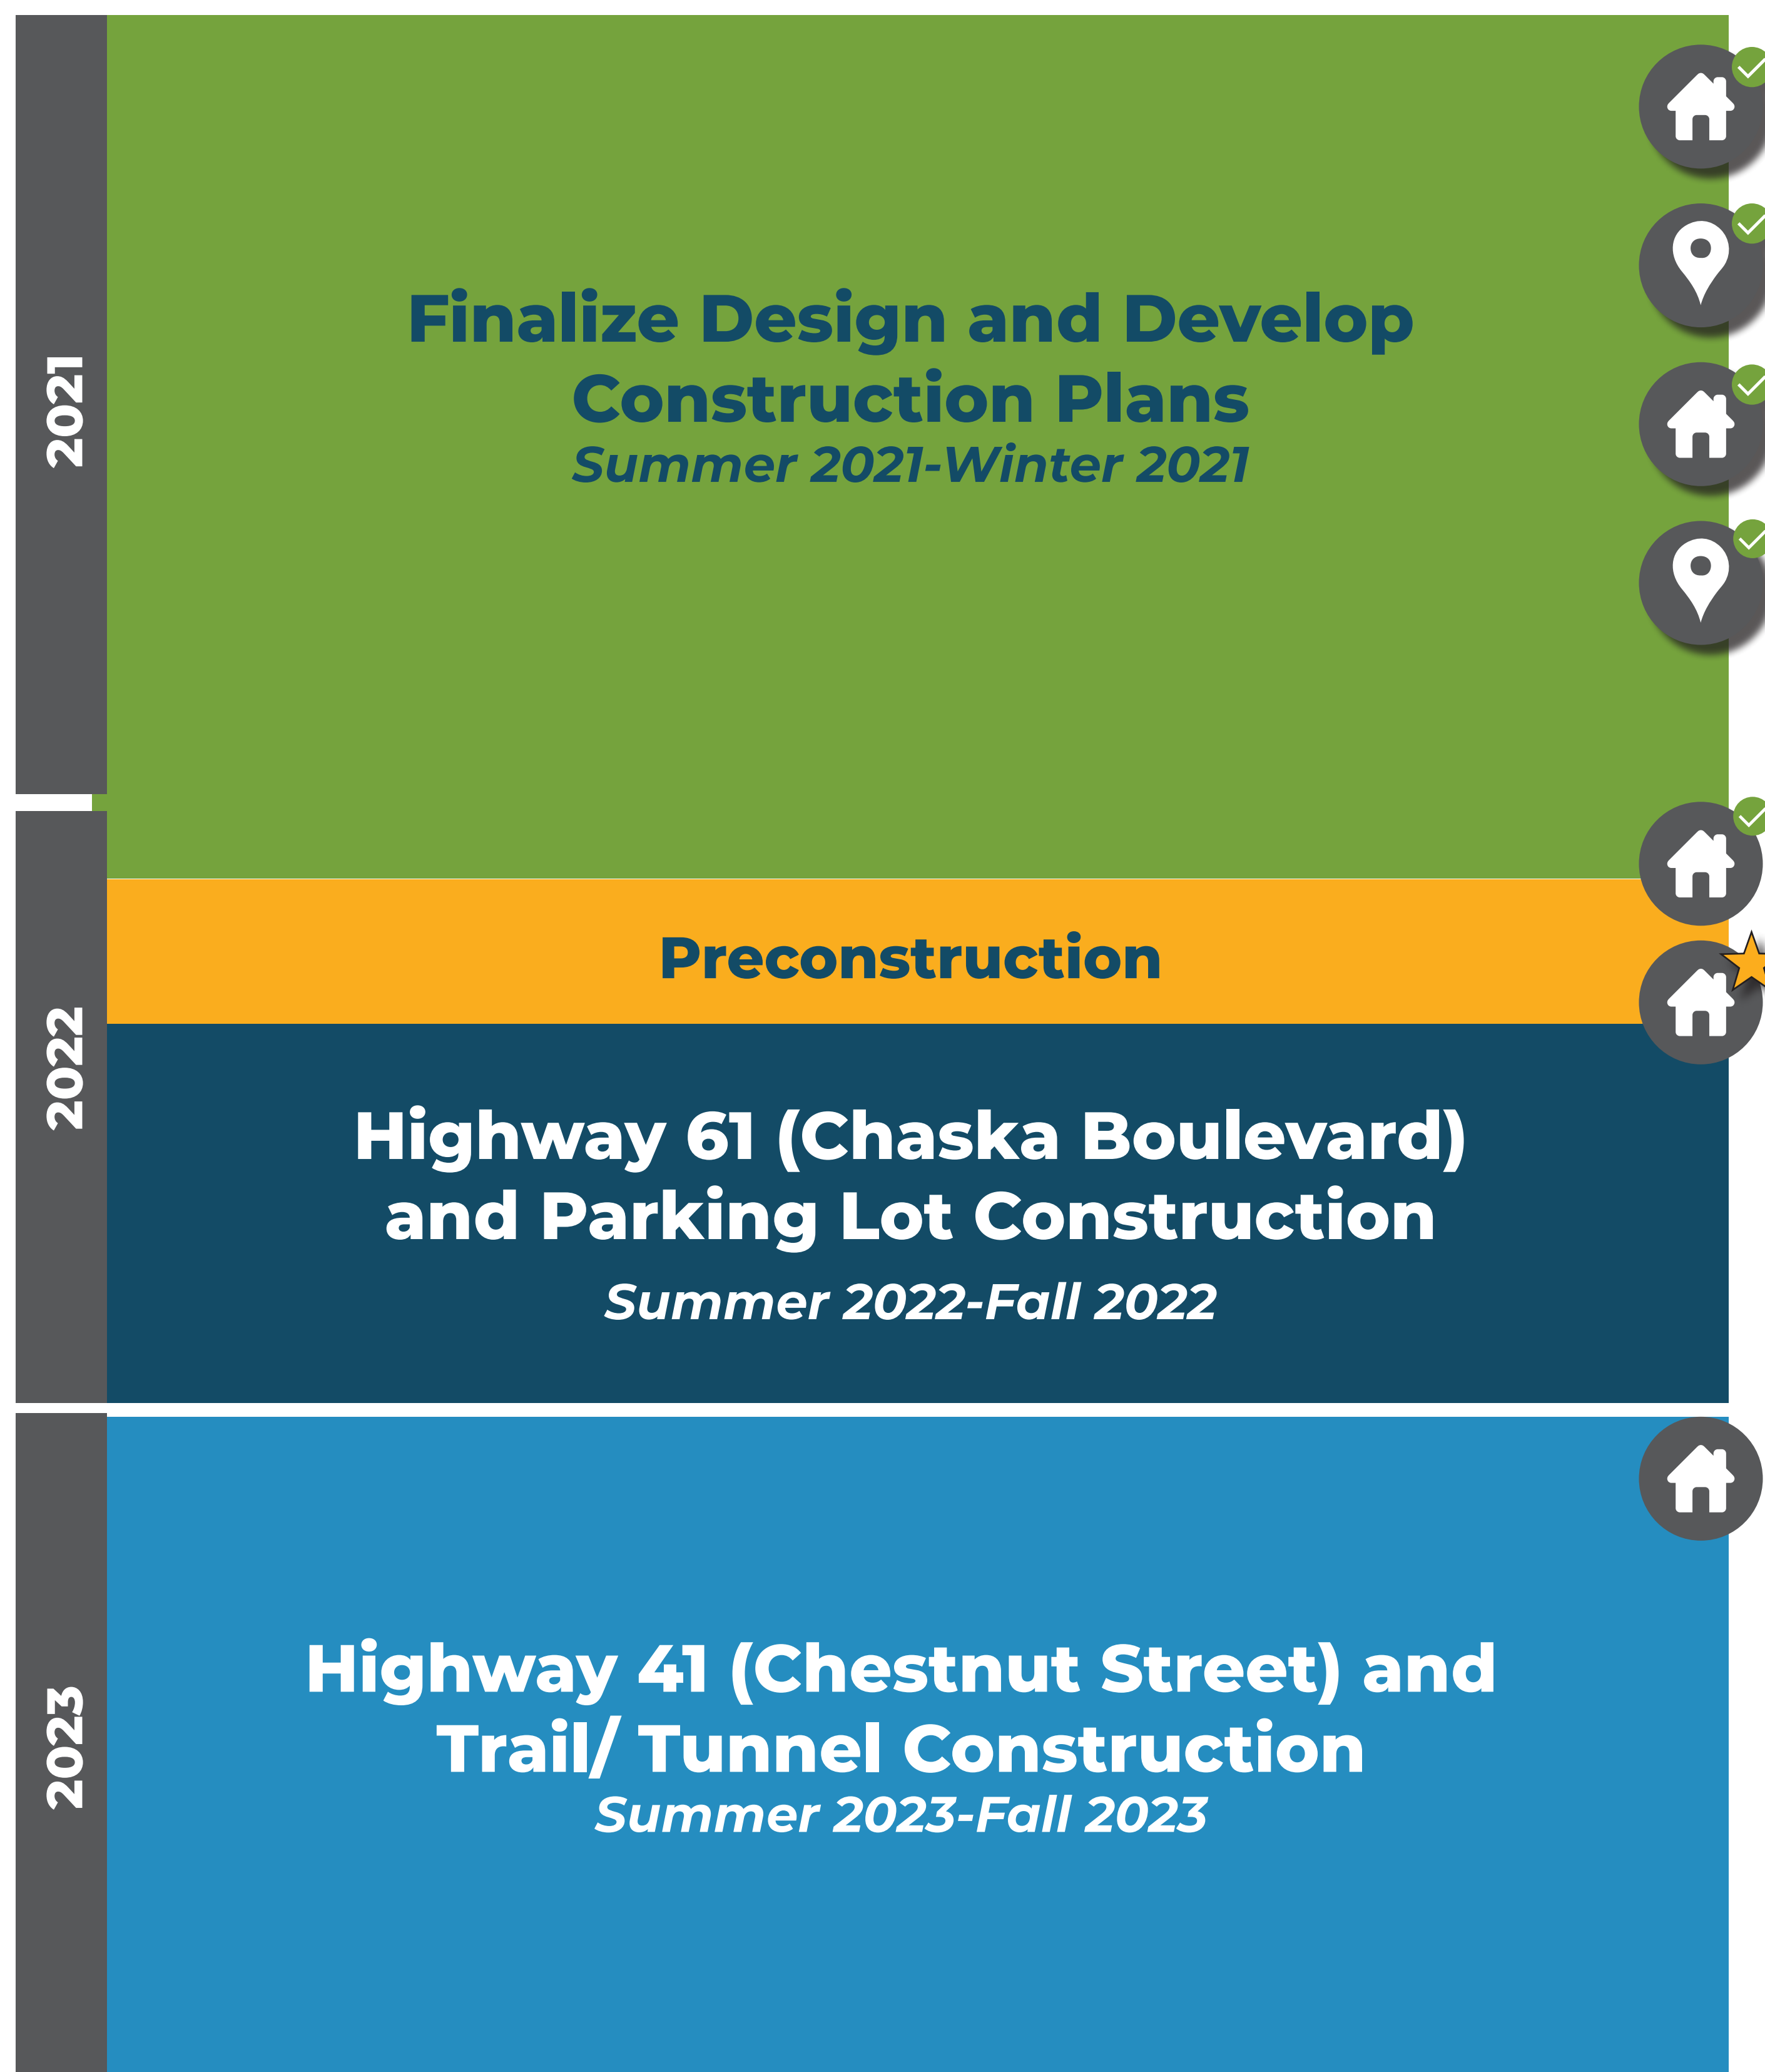 2021
Finalize Design and Develop
Construction Plans
Summer 2021-Winter 2021
2022
Preconstruction
Highway 61 (Chaska Boulevard)
and Parking Lot Construction
Summer 2022-Fall 2022
2023
Highway 41 (Chestnut Street) and
Trail/ Tunnel Construction
Summer 2023-Fall 2023